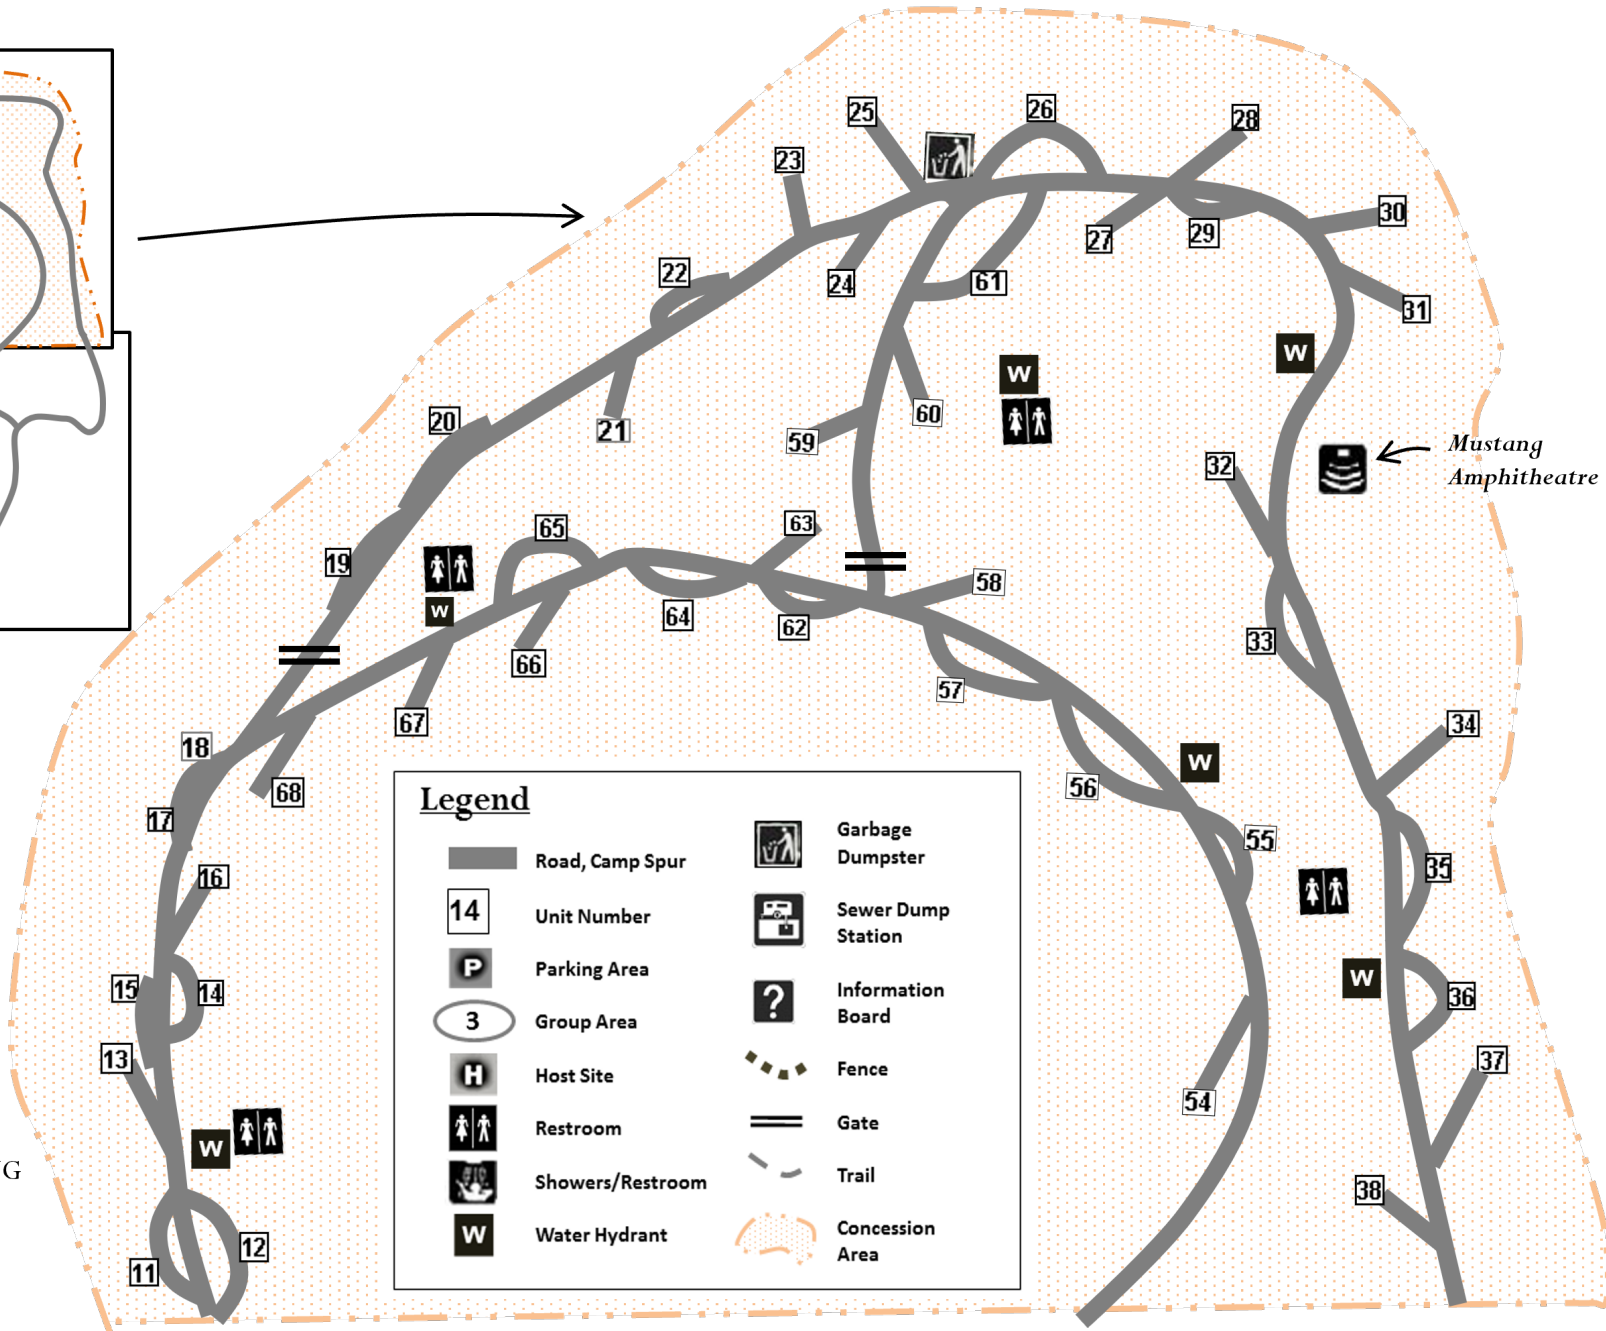 25
26
28
23
30
27
29
22
24
61
31
W
W
20
21
59
60
Mustang
Amphitheatre
32
19
65
63
W
58
66
64
62
33
57
67
34
18
68
17
56
W
55
16
35
15
14
W
36
13
54
37
W
38
12
11
G
Legend
Road, Camp Spur
14
Unit Number
P
Parking Area
3
Group Area
H
Host Site
Restroom
Showers/Restroom
W
Water Hydrant
Garbage
Dumpster
Sewer Dump
Station
?
Information
Board
Fence
Gate
Trail
Concession
Area